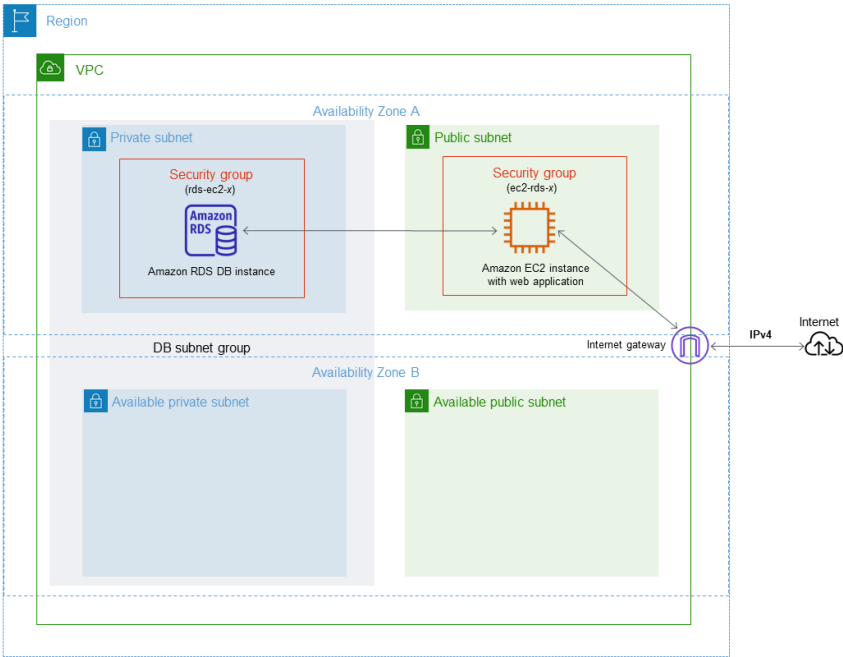 Region
VPC
Availability Zone A
Private subnet
Public subnet
Security group
(rds-ec2-x)
Amazon
RDS
Amazon RDS DB instance
Security group
(ec2-rds-x)
Amazon EC2 instance
with web application
DB subnet group
Internet gateway
IPv4
Internet
Availability Zone B
Available private subnet
Available public subnet